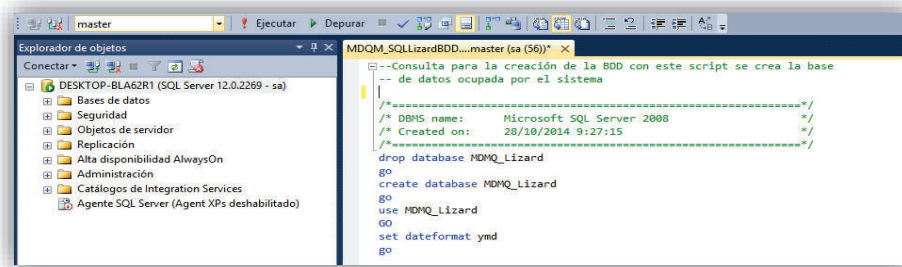 master
Ejecutar
Depurar
Explorador de objetos
Conectar
DESKTOP-BLA62R1 (SQL Server 12.0.2269 - sa)
Bases de datos
Seguridad
Objetos de servidor
Replicación
Alta disponibilidad AlwaysOn
Administración
Catálogos de Integration Services
Agente SQL Server (Agent XPs deshabilitado)
MDQM_SQLLizardBDD....master (sa (56))*
--Consulta para la creación de la BDD con este script se crea la base
-- de datos ocupada por el sistema
/*==============================================================*/
/* DBMS name:      Microsoft SQL Server 2008                    */
/* Created on:     28/10/2014 9:27:15                           */
/*==============================================================*/
drop database MDMQ_Lizard
go
create database MDMQ_Lizard
go
use MDMQ_Lizard
GO
set dateformat ymd
go